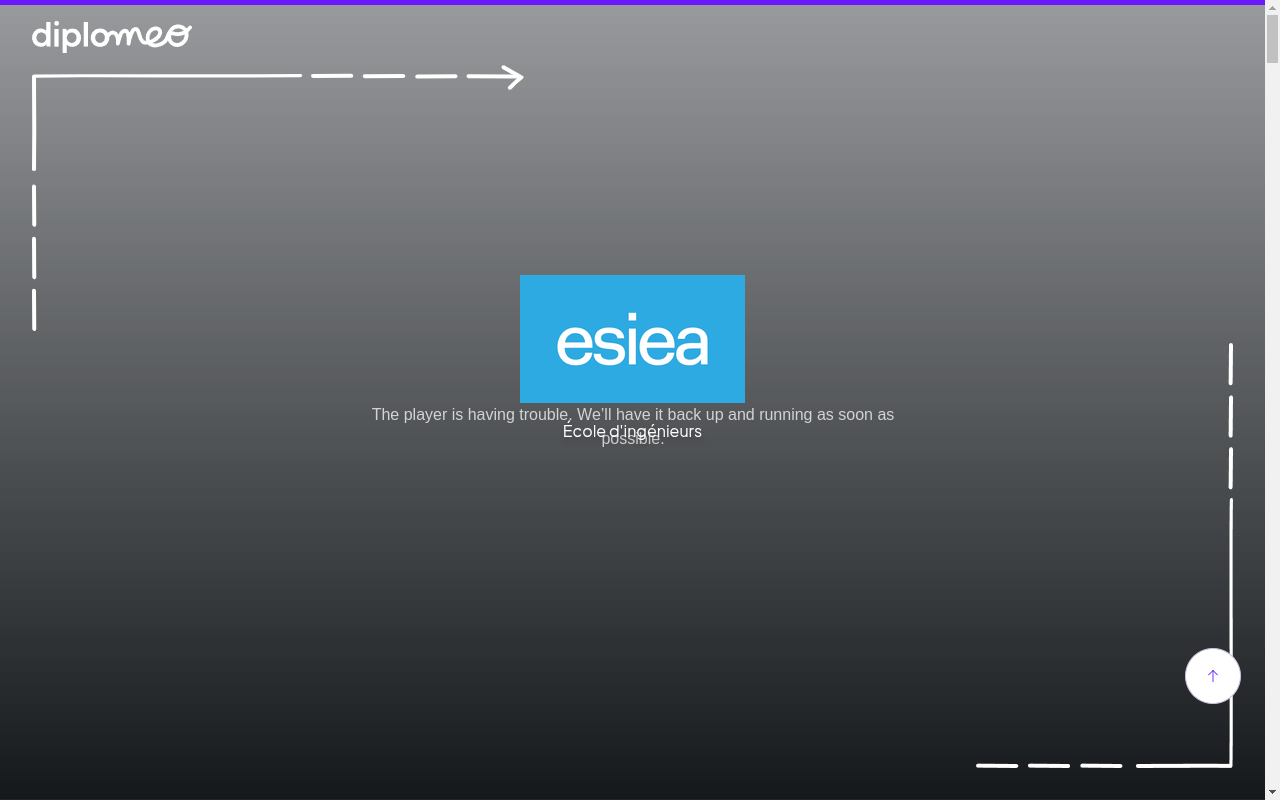 diplomeo
esiea
The player is having trouble. We'll have it back up and running as soon as
possible.
École d'ingénieurs